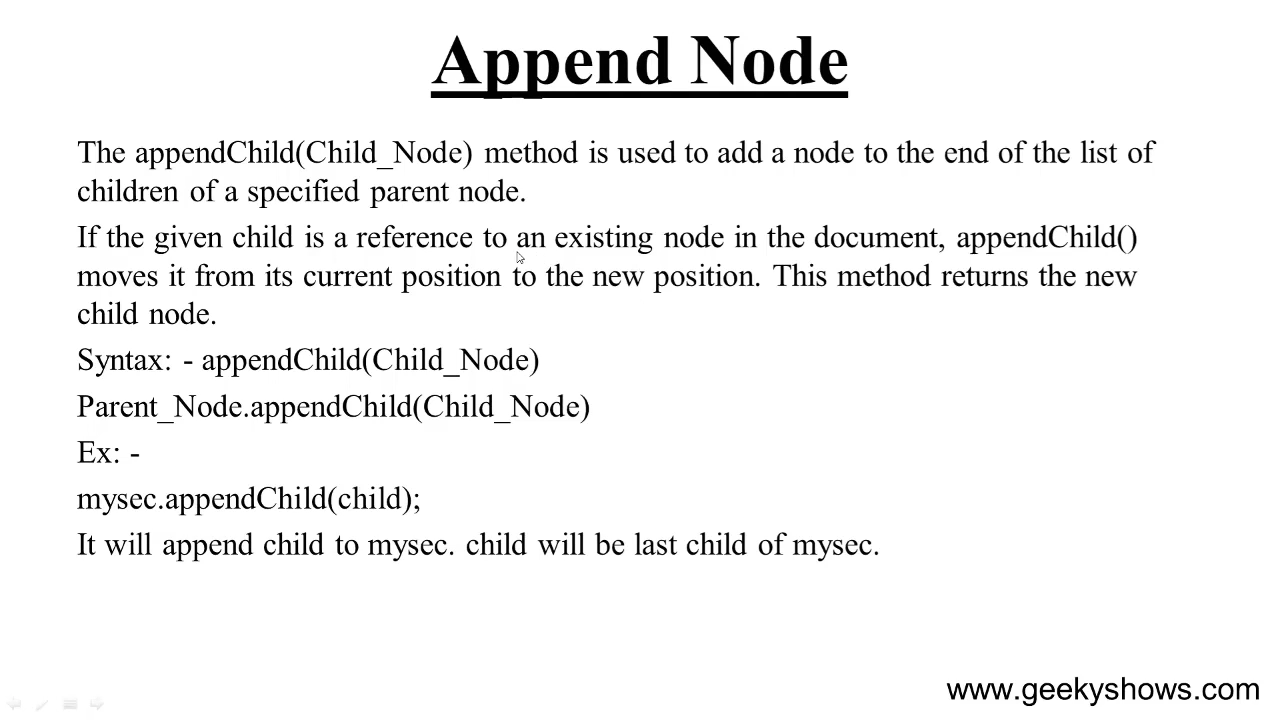 Append Node
The appendChild(Child_Node) method is used to add a node to the end of the list of
children of a specified parent node.
If the given child is a reference to an existing node in the document, appendChild()
moves it from its current position to the new position. This method returns the new
child node.
Syntax: - appendChild(Child_Node)
Parent_Node.appendChild(Child_Node)
Ex: -
mysec.appendChild(child);
It will append child to mysec. child will be last child of mysec.
www.geekyshows.com